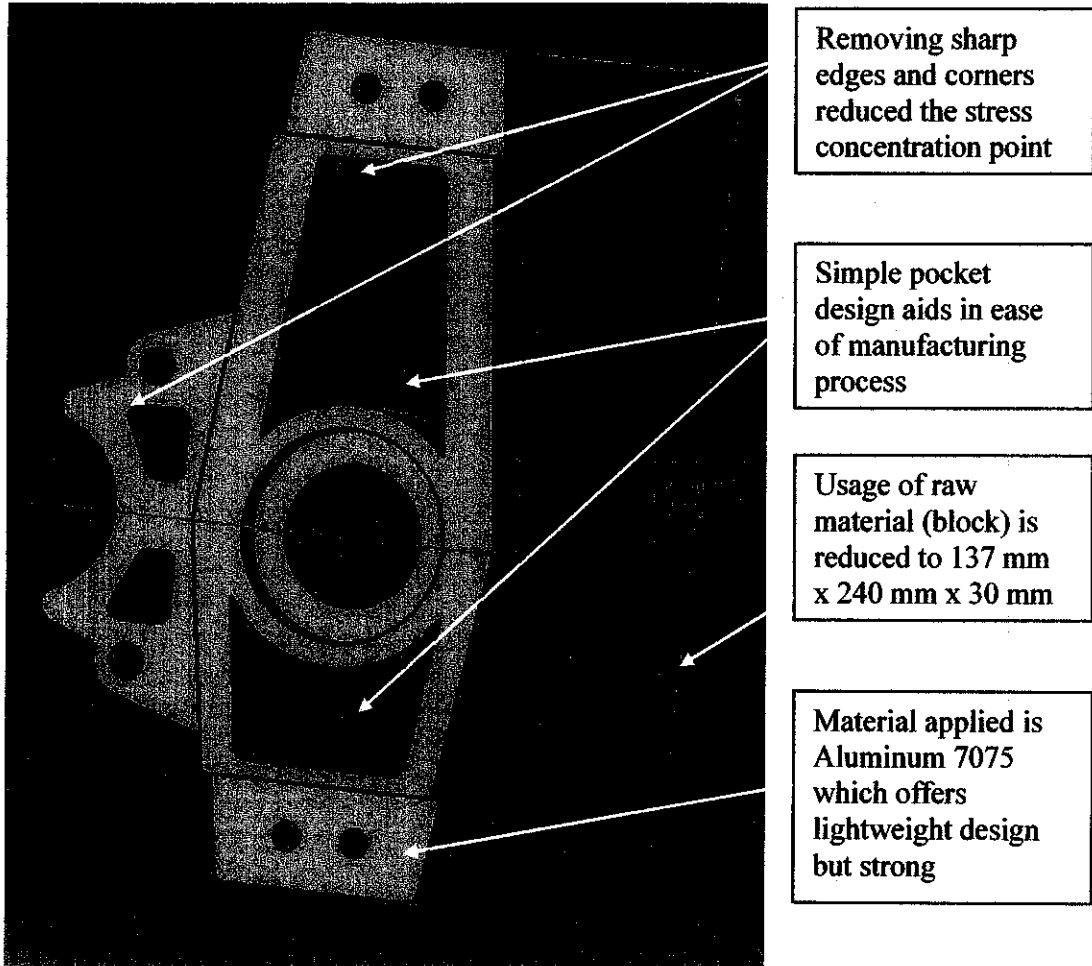 Removing sharp
edges and corners
reduced the stress
concentration point
Simple pocket
design aids in ease
of manufacturing
process
Usage of raw
material (block) is
reduced to 137 mm
x 240 mm x 30 mm
Material applied is
Aluminum 7075
which offers
lightweight design
but strong